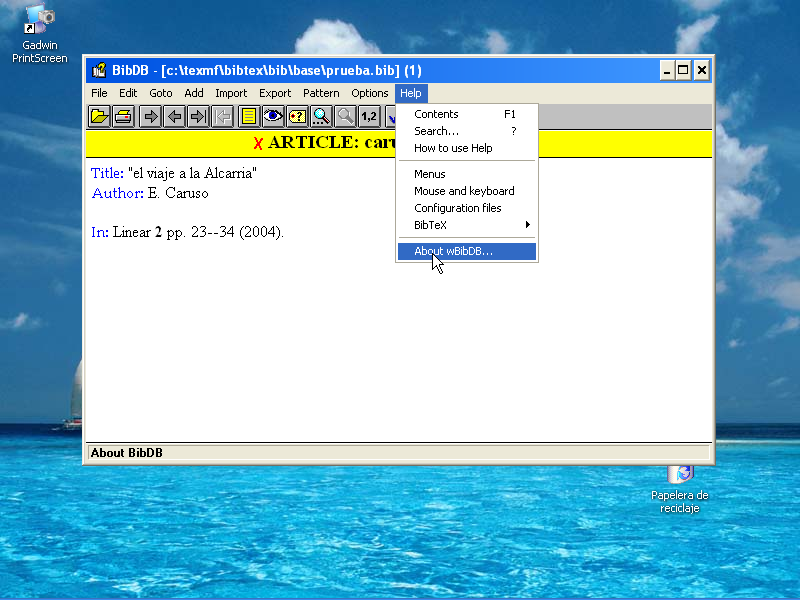 Gadwin
PrintScreen
BibDB - [c:\texmf\bibtex\bib\base\prueba.bib] (1)
File Edit Goto Add Import Export Pattern Options Help
1,2
X ARTICLE: caru
Title: "el viaje a la Alcarria"
Author: E. Caruso
In: Linear 2 pp. 23--34 (2004).
Contents F1
Search... ?
How to use Help
Menus
Mouse and keyboard
Configuration files
BibTeX
About wBibDB...
About BibDB
Papelera de
reciclaje